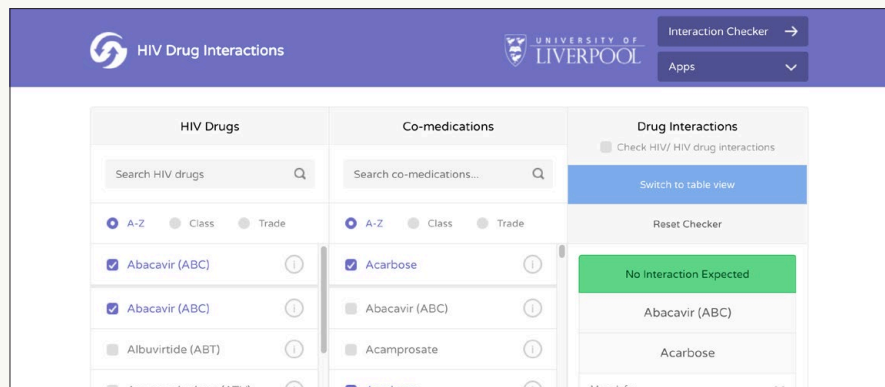 HIV Drug Interactions
UNIVERSITY OF
LIVERPOOL
Interaction Checker →
Apps
HIV Drugs
Search HIV drugs
A-Z Class Trade
Abacavir (ABC)
Abacavir (ABC)
Albuvirtide (ABT)
Co-medications
Search co-medications...
A-Z Class Trade
Acarbose
Abacavir (ABC)
Acamprosate
Drug Interactions
Check HIV/ HIV drug interactions
Switch to table view
Reset Checker
No Interaction Expected
Abacavir (ABC)
Acarbose